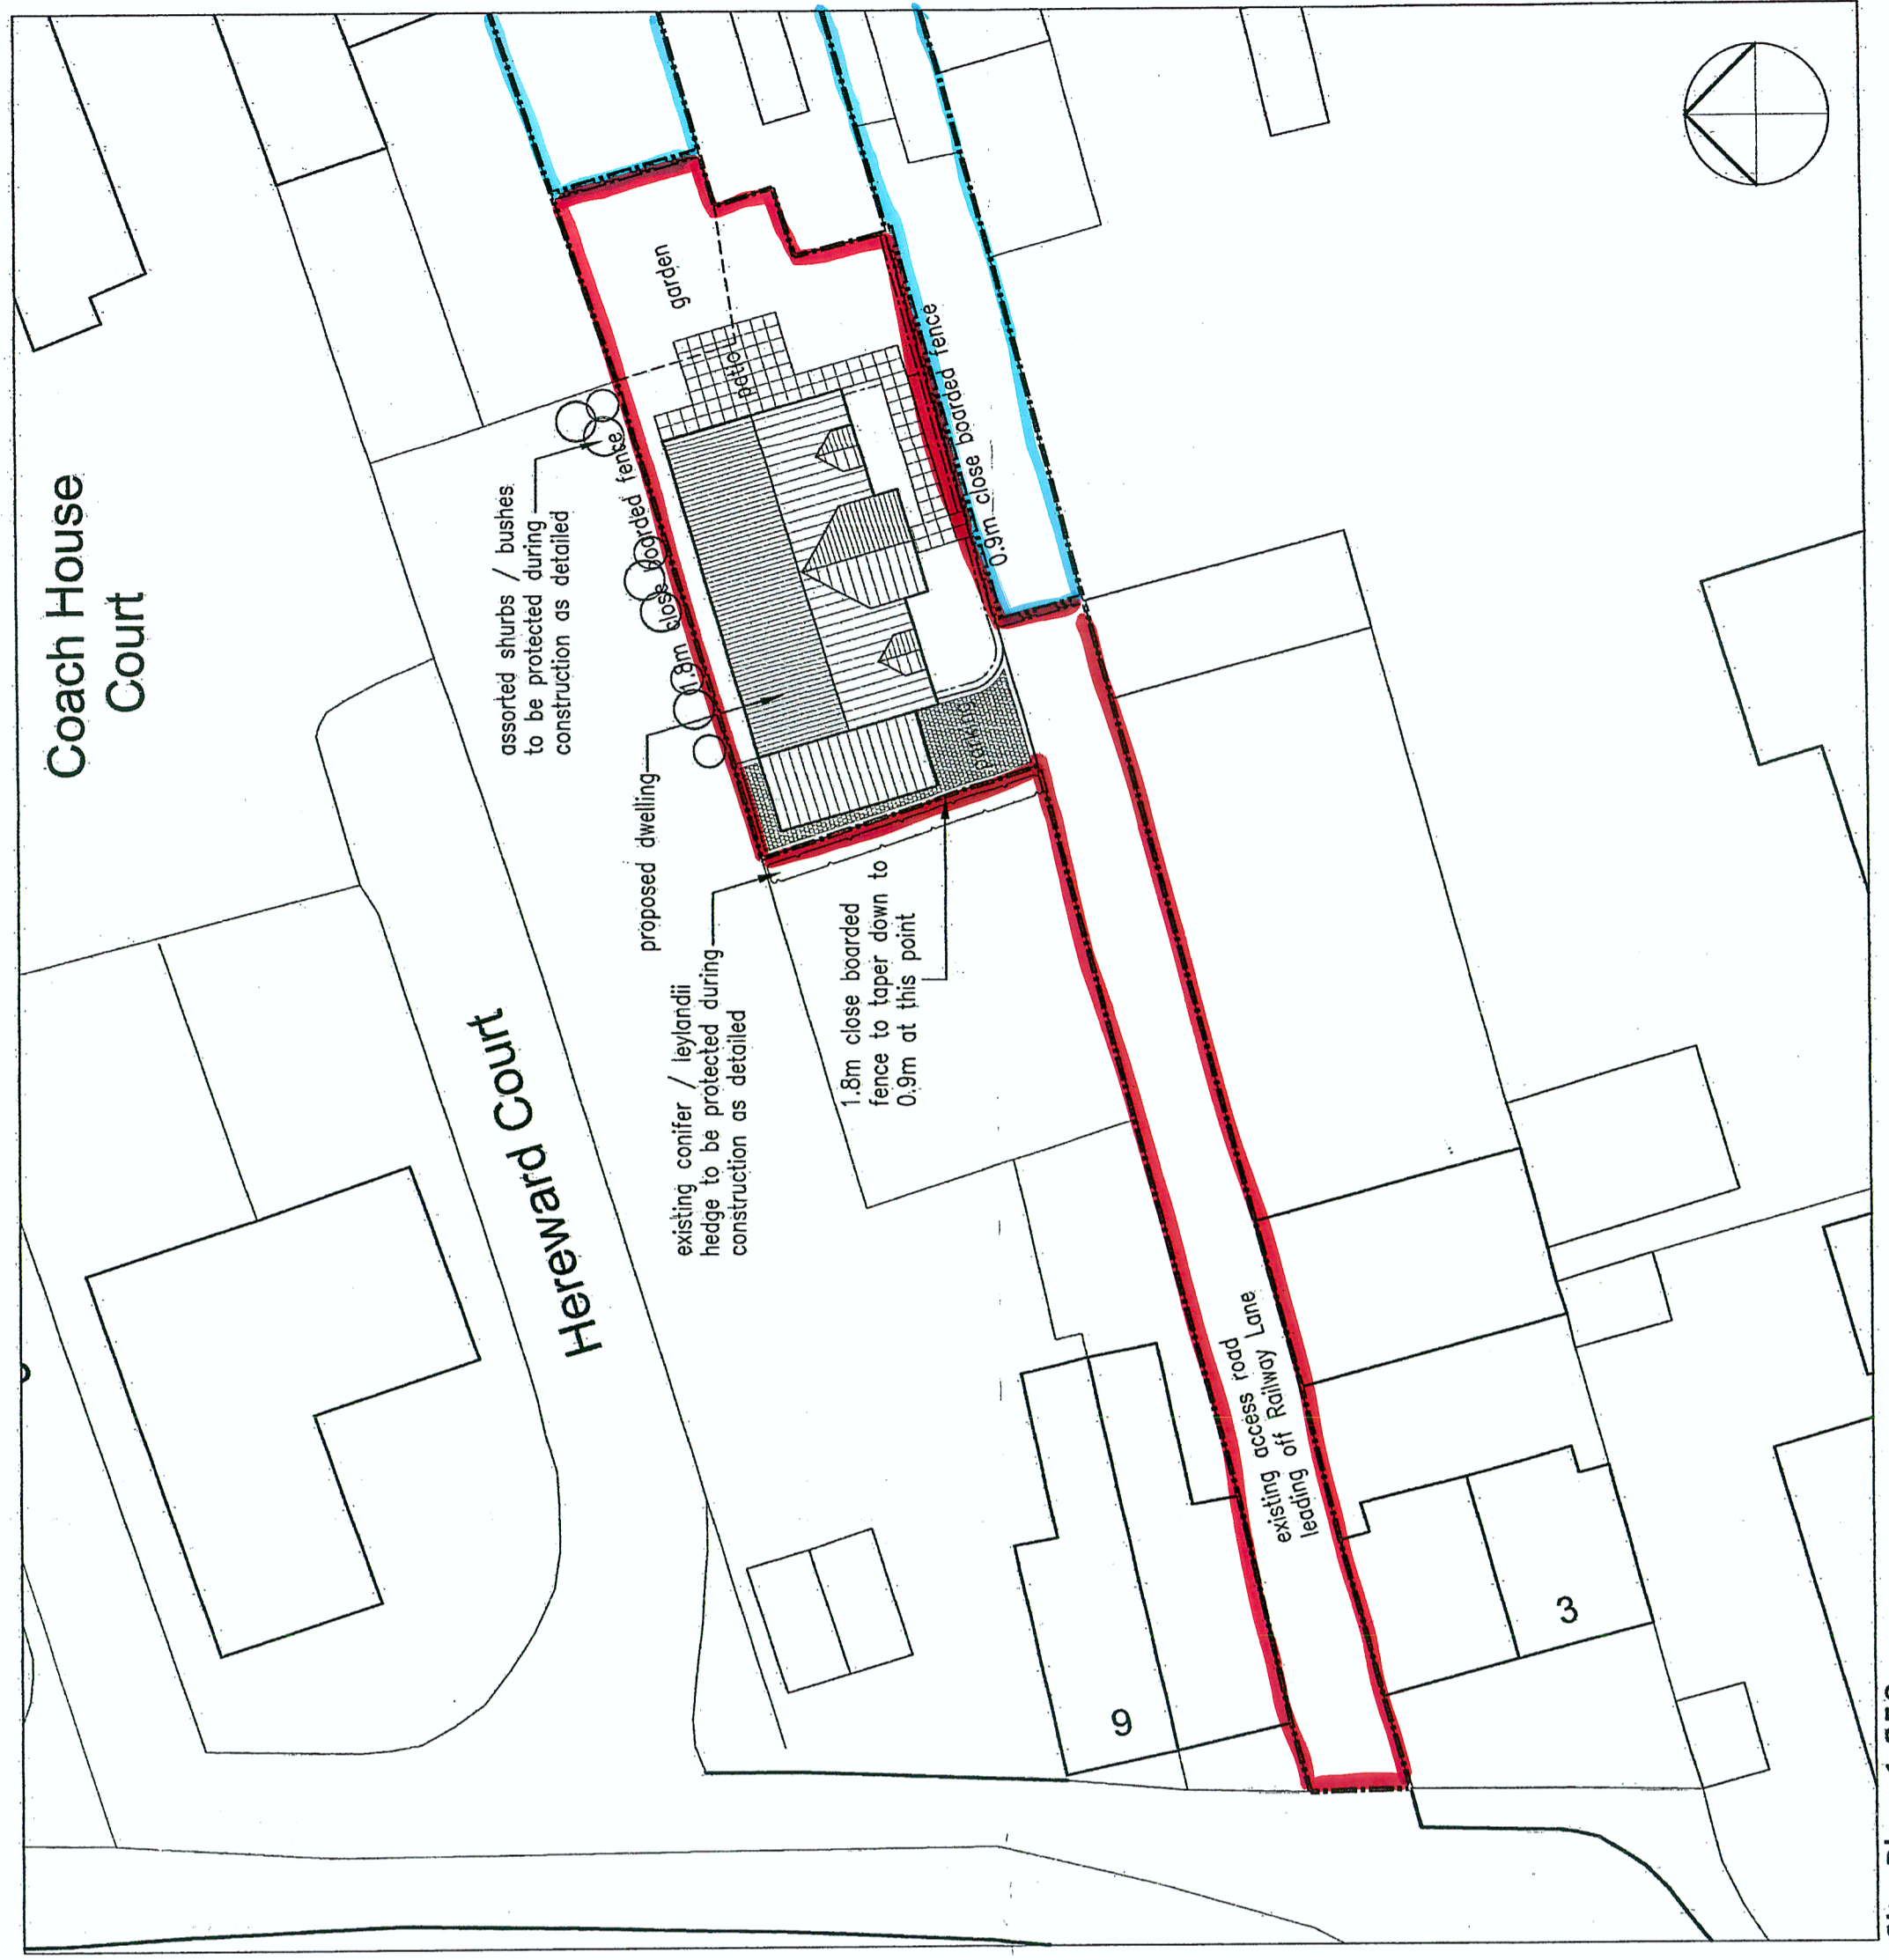 Coach House
Court
Hereward Court
assorted shurbs / bushes
to be protected during
construction as detailed
proposed dwelling
existing conifer / leylandii
hedge to be protected during
construction as detailed
1.8m close boarded fence
garden
patio
parking
0.9m close boarded fence
1.8m close boarded
fence to taper down to
0.9m at this point
existing access road
leading off Railway Lane
9
3